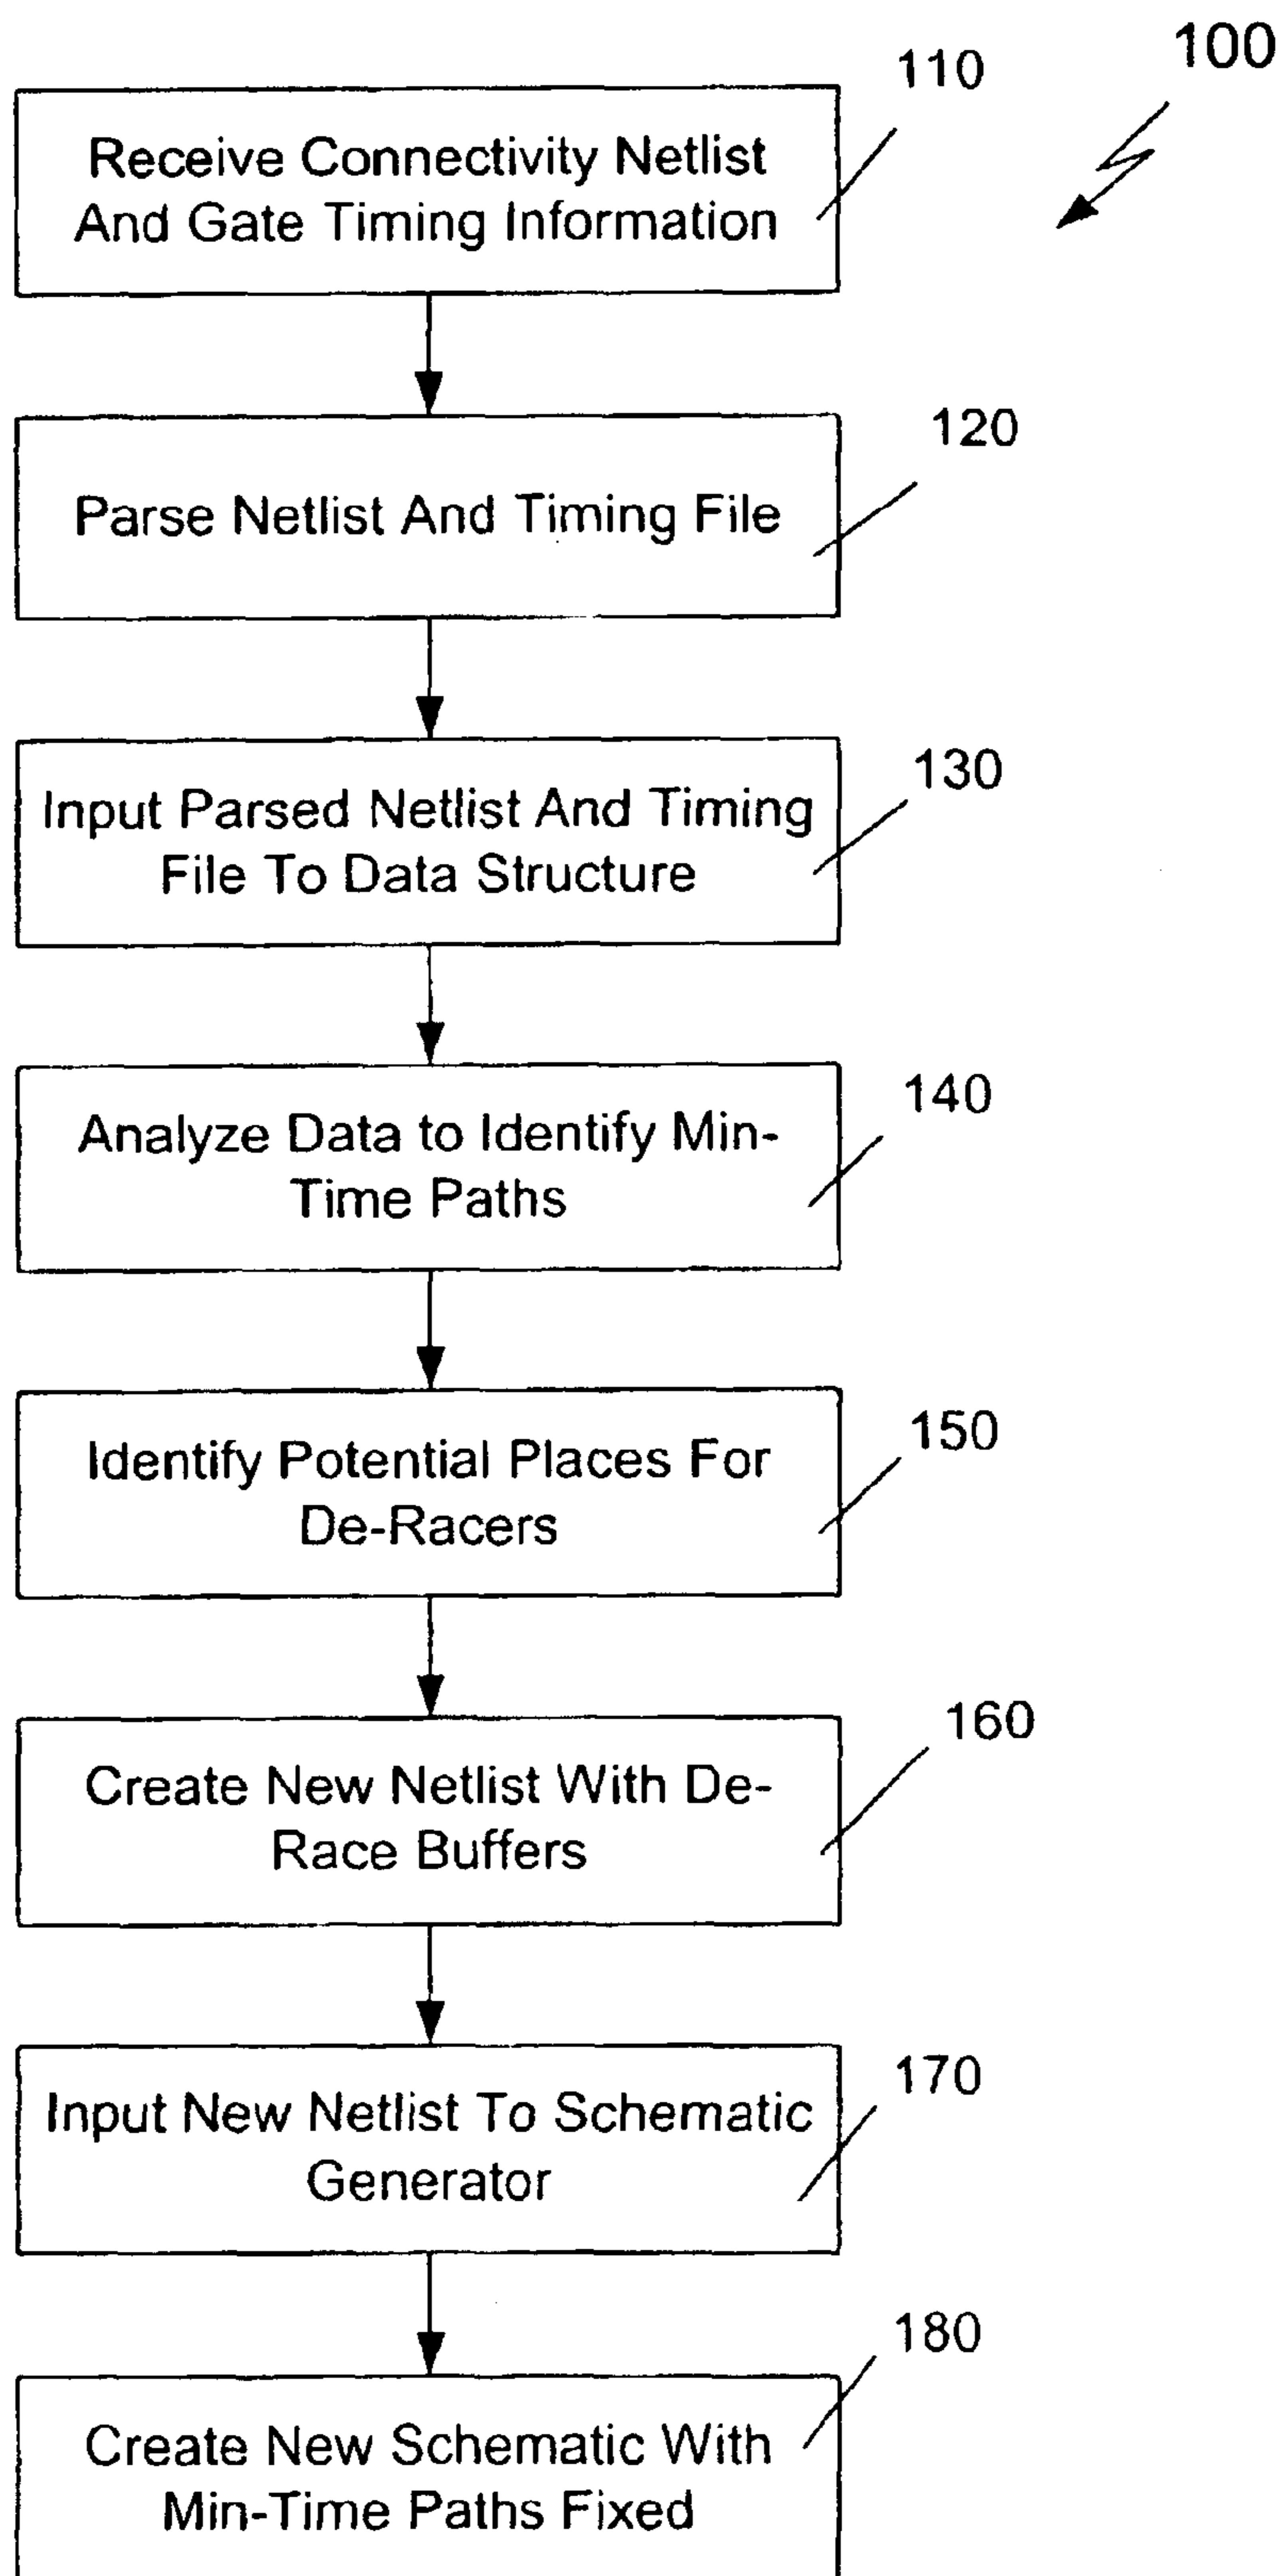 100
110
Receive Connectivity Netlist
And Gate Timing Information
120
Parse Netlist And Timing File
130
Input Parsed Netlist And Timing
File To Data Structure
140
Analyze Data to Identify Min-
Time Paths
150
Identify Potential Places For
De-Racers
160
Create New Netlist With De-
Race Buffers
170
Input New Netlist To Schematic
Generator
180
Create New Schematic With
Min-Time Paths Fixed